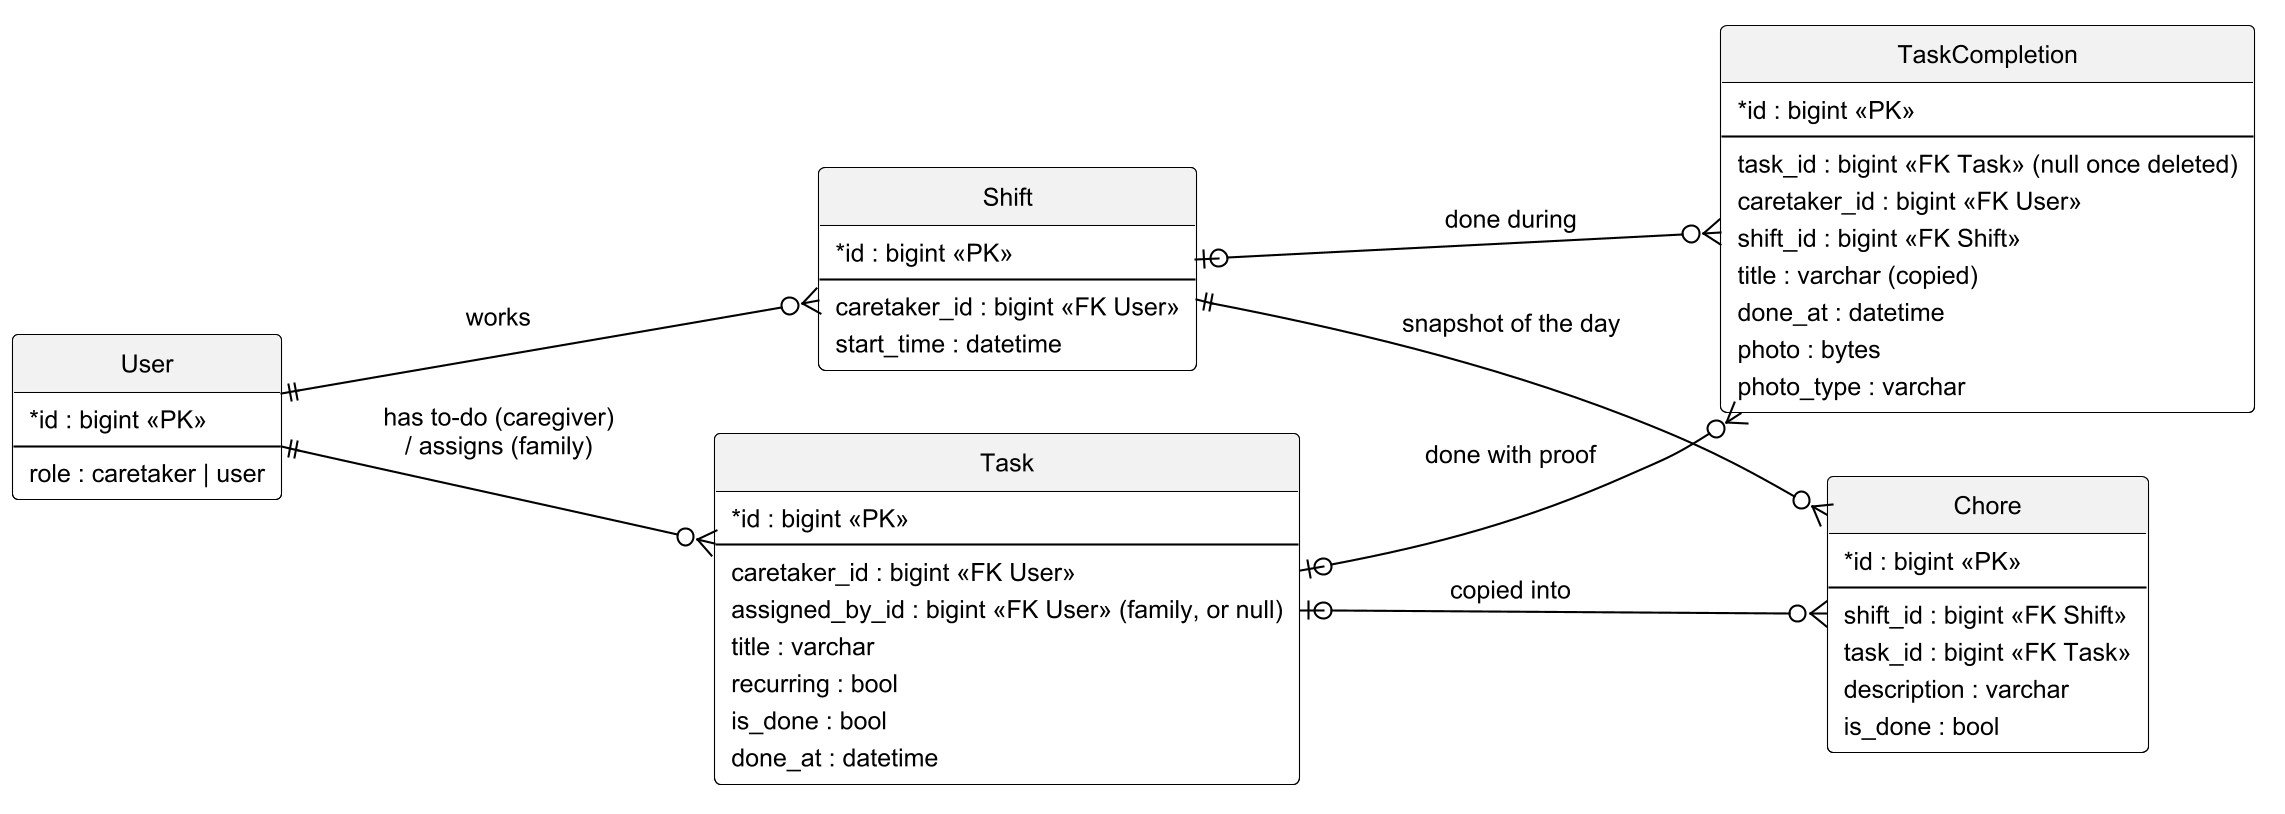 User
*id : bigint «PK»
role : caretaker | user
works
has to-do (caregiver)
/ assigns (family)
Shift
*id : bigint «PK»
caretaker_id : bigint «FK User»
start_time : datetime
Task
*id : bigint «PK»
caretaker_id : bigint «FK User»
assigned_by_id : bigint «FK User» (family, or null)
title : varchar
recurring : bool
is_done : bool
done_at : datetime
done during
snapshot of the day
done with proof
copied into
TaskCompletion
*id : bigint «PK»
task_id : bigint «FK Task» (null once deleted)
caretaker_id : bigint «FK User»
shift_id : bigint «FK Shift»
title : varchar (copied)
done_at : datetime
photo : bytes
photo_type : varchar
Chore
*id : bigint «PK»
shift_id : bigint «FK Shift»
task_id : bigint «FK Task»
description : varchar
is_done : bool